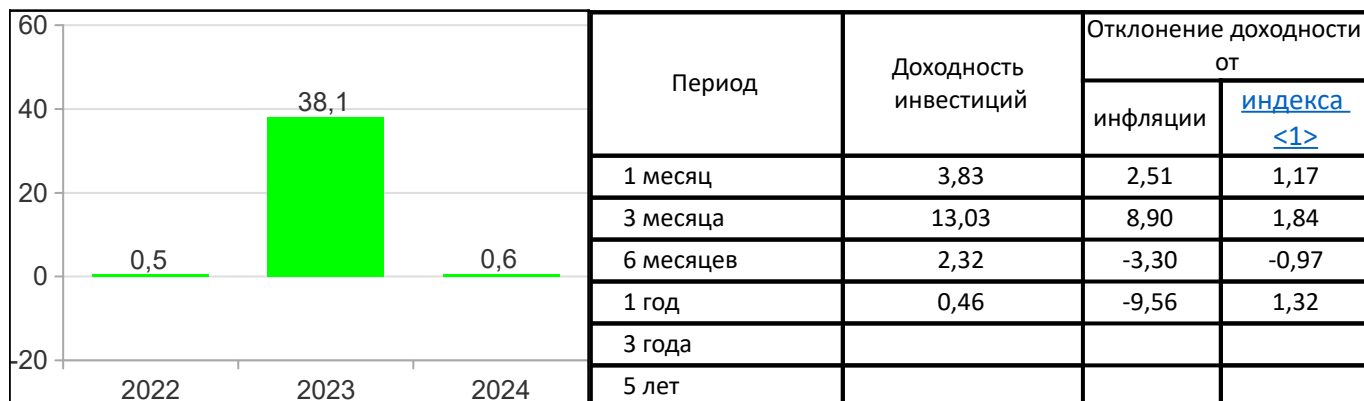 60
40
20
0
-20
0,5
38,1
0,6
2022
2023
2024
Период
Доходность
инвестиций
Отклонение доходности
от
инфляции
индекса
<1>
1 месяц 3,83 2,51 1,17
3 месяца 13,03 8,90 1,84
6 месяцев 2,32 -3,30 -0,97
1 год 0,46 -9,56 1,32
3 года
5 лет